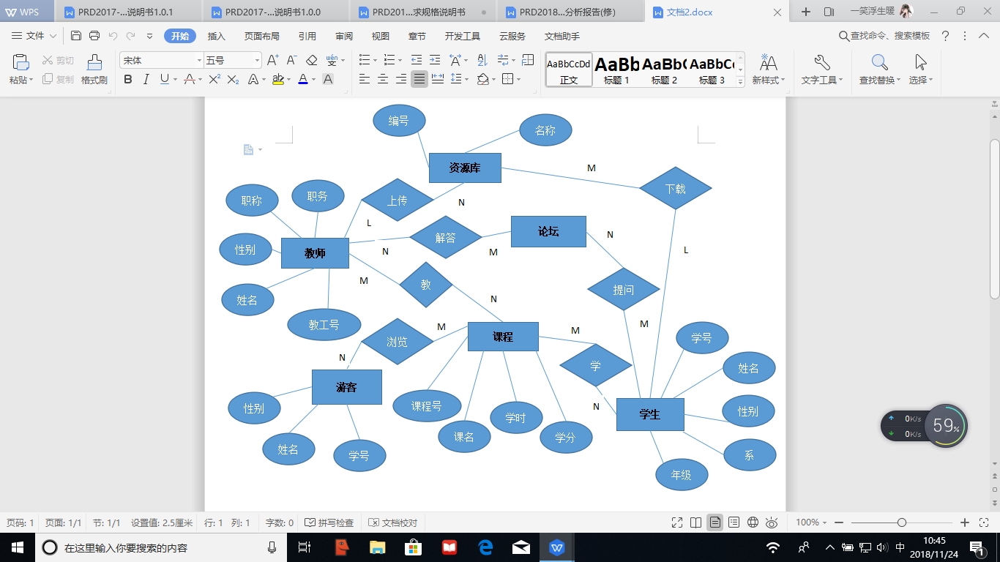 WPS
PRD2017-...说明书1.0.1
PRD2017-...说明书1.0.0
PRD201...求规格说明书
PRD2018...分析报告(修)
文档2.docx
一笑浮生暖
文件
开始
插入
页面布局
引用
审阅
视图
章节
开发工具
云服务
文档助手
查找命令、搜索模板
粘贴
剪切
复制
格式刷
宋体
五号
AaBbCcDd
正文
AaBb
标题 1
AaBb(
标题 2
AaBbC(
标题 3
新样式
文字工具
查找替换
选择
编号
名称
资源库
M
下载
职称
职务
上传
N
L
性别
教师
解答
论坛
N
N
M
L
姓名
M
教
N
提问
教工号
浏览
M
课程
M
M
学号
N
学
姓名
游客
性别
课程号
学时
N
学生
性别
姓名
学号
课名
学分
系
年级
0K/s
0K/s
59%
页码: 1
页面: 1/1
节: 1/1
设置值: 2.5厘米
行: 1
列: 1
字数: 0
拼写检查
文档校对
100%
在这里输入你要搜索的内容
中
10:45
2018/11/24
1